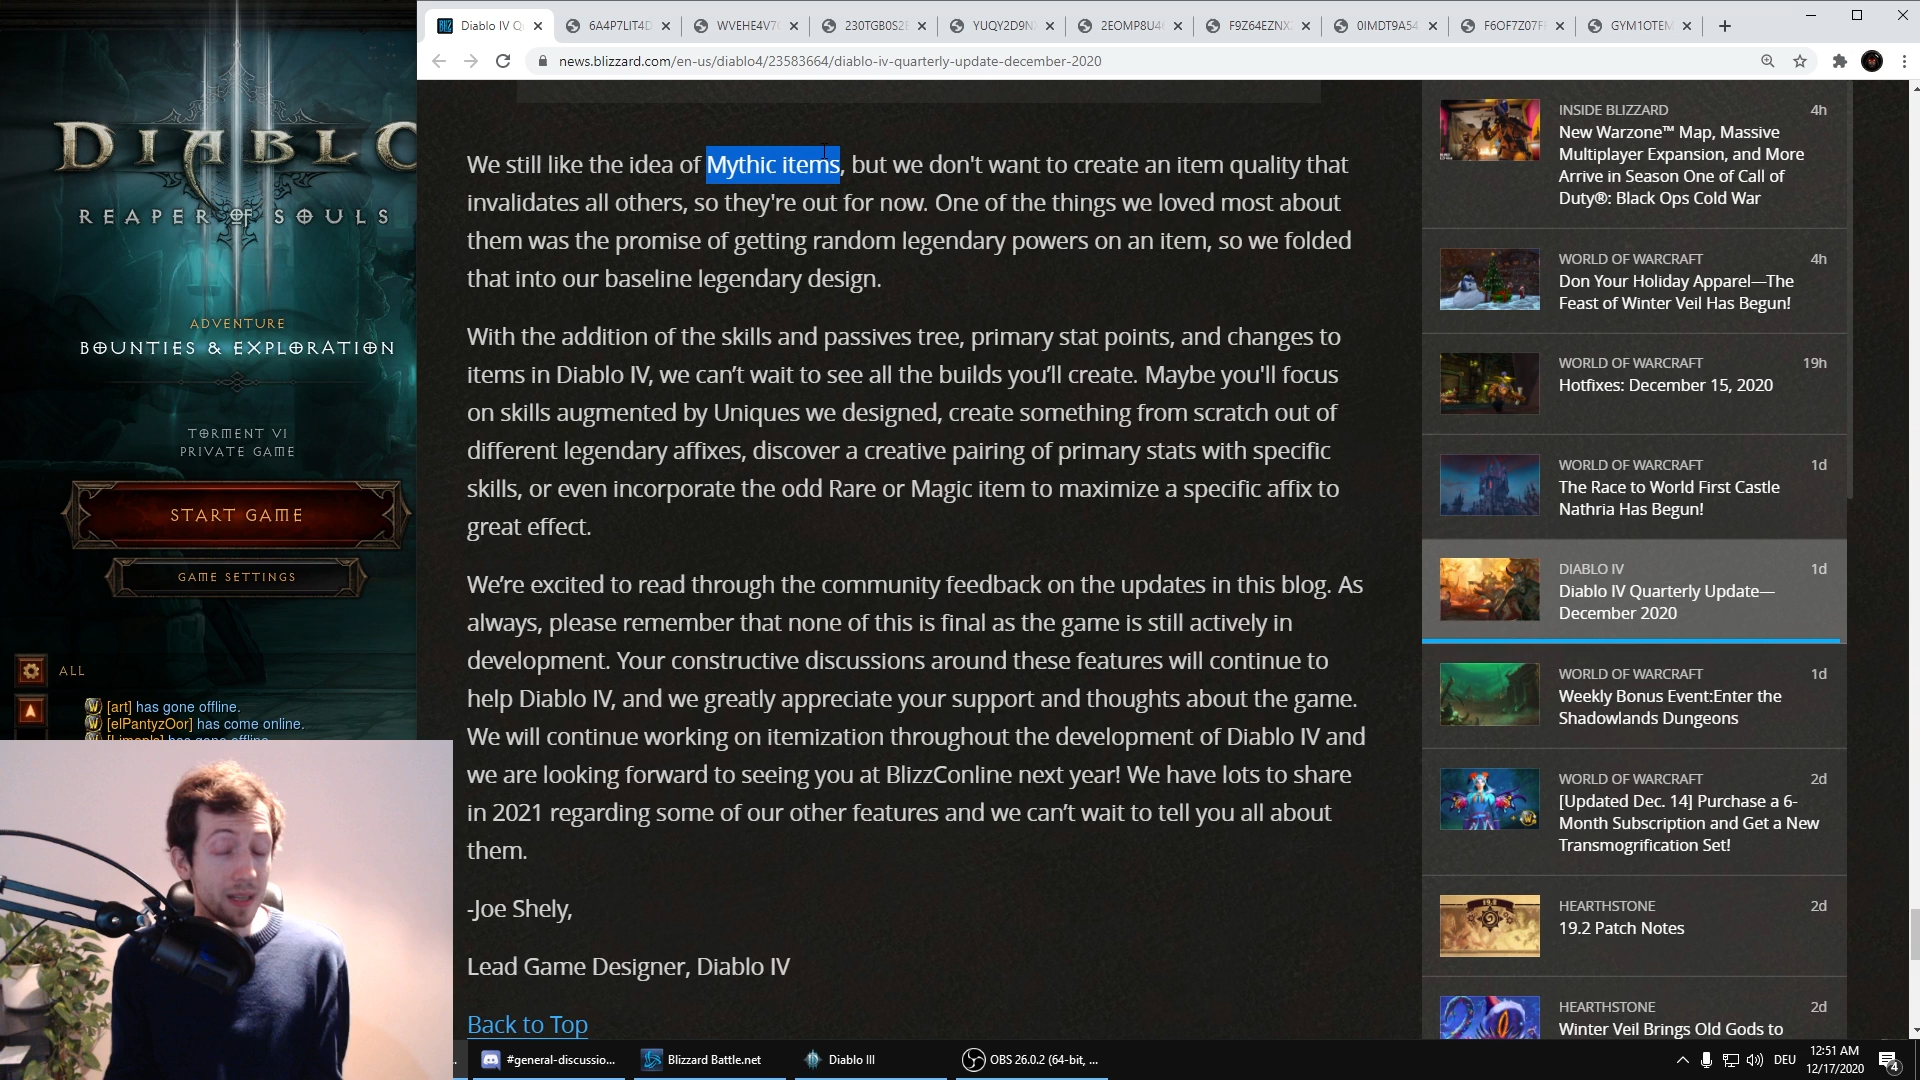 Diablo IV Q
6A4P7LIT4D
WVEHE4V7
230TGB0S2
YUQY2D9N
2EOMP8U4
F9Z64EZNX
0IMDT9A54
F6OF7Z07F
GYM1OTEM
news.blizzard.com/en-us/diablo4/23583664/diablo-iv-quarterly-update-december-2020
DIABLO
REAPER OF SOULS
ADVENTURE
BOUNTIES & EXPLORATION
TORMENT VI
PRIVATE GAME
START GAME
GAME SETTINGS
ALL
[art] has gone offline.
[elPantyzOor] has come online.
We still like the idea of Mythic items, but we don't want to create an item quality that
invalidates all others, so they're out for now. One of the things we loved most about
them was the promise of getting random legendary powers on an item, so we folded
that into our baseline legendary design.
With the addition of the skills and passives tree, primary stat points, and changes to
items in Diablo IV, we can’t wait to see all the builds you’ll create. Maybe you'll focus
on skills augmented by Uniques we designed, create something from scratch out of
different legendary affixes, discover a creative pairing of primary stats with specific
skills, or even incorporate the odd Rare or Magic item to maximize a specific affix to
great effect.
We’re excited to read through the community feedback on the updates in this blog. As
always, please remember that none of this is final as the game is still actively in
development. Your constructive discussions around these features will continue to
help Diablo IV, and we greatly appreciate your support and thoughts about the game.
We will continue working on itemization throughout the development of Diablo IV and
we are looking forward to seeing you at BlizzConline next year! We have lots to share
in 2021 regarding some of our other features and we can’t wait to tell you all about
them.
-Joe Shely,
Lead Game Designer, Diablo IV
Back to Top
INSIDE BLIZZARD 4h
New Warzone™ Map, Massive
Multiplayer Expansion, and More
Arrive in Season One of Call of
Duty®: Black Ops Cold War
WORLD OF WARCRAFT 4h
Don Your Holiday Apparel—The
Feast of Winter Veil Has Begun!
WORLD OF WARCRAFT 19h
Hotfixes: December 15, 2020
WORLD OF WARCRAFT 1d
The Race to World First Castle
Nathria Has Begun!
DIABLO IV 1d
Diablo IV Quarterly Update—
December 2020
WORLD OF WARCRAFT 1d
Weekly Bonus Event:Enter the
Shadowlands Dungeons
WORLD OF WARCRAFT 2d
[Updated Dec. 14] Purchase a 6-
Month Subscription and Get a New
Transmogrification Set!
HEARTHSTONE 2d
19.2
19.2 Patch Notes
HEARTHSTONE 2d
Winter Veil Brings Old Gods to
#general-discussio...
Blizzard Battle.net
Diablo III
OBS 26.0.2 (64-bit, ...
DEU
12:51 AM
12/17/2020
4